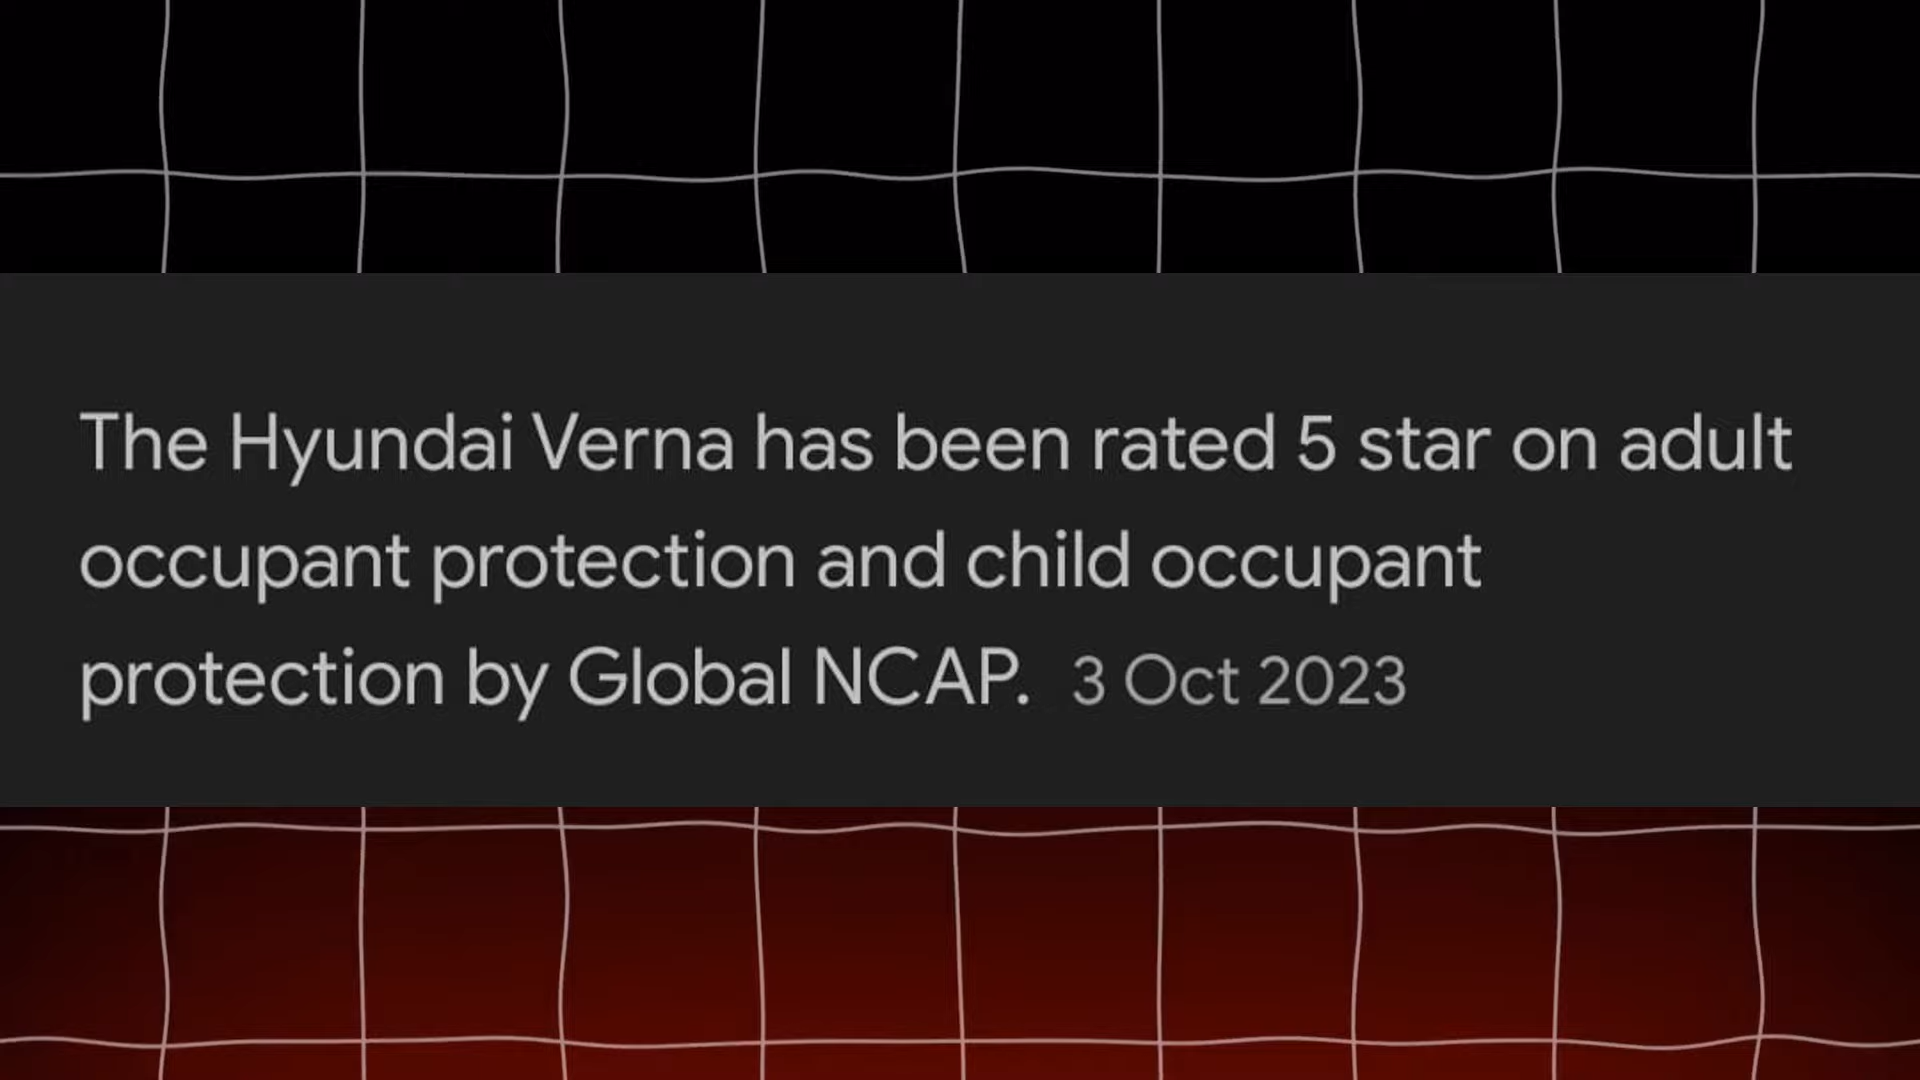 The Hyundai Verna has been rated 5 star on adult
occupant protection and child occupant
protection by Global NCAP. 3 Oct 2023